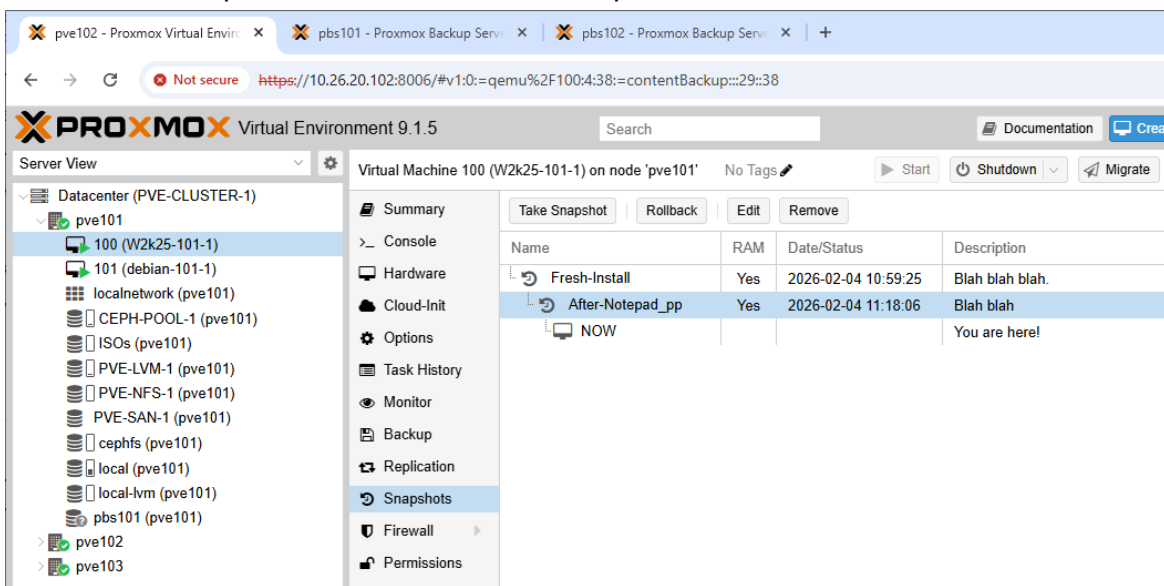 pve102 - Proxmox Virtual Enviro
pbs101 - Proxmox Backup Serve
pbs102 - Proxmox Backup Serve
Not secure https://10.26.20.102:8006/#v1:0:=qemu%2F100:4:38:=contentBackup:::29::38
PROXMOX Virtual Environment 9.1.5
Search
Documentation
Crea
Server View
Virtual Machine 100 (W2k25-101-1) on node 'pve101'
No Tags
Start
Shutdown
Migrate
Datacenter (PVE-CLUSTER-1)
pve101
100 (W2k25-101-1)
101 (debian-101-1)
localnetwork (pve101)
CEPH-POOL-1 (pve101)
ISOs (pve101)
PVE-LVM-1 (pve101)
PVE-NFS-1 (pve101)
PVE-SAN-1 (pve101)
cephfs (pve101)
local (pve101)
local-lvm (pve101)
pbs101 (pve101)
pve102
pve103
Summary
Console
Hardware
Cloud-Init
Options
Task History
Monitor
Backup
Replication
Snapshots
Firewall
Permissions
Take Snapshot
Rollback
Edit
Remove
Name RAM Date/Status Description
Fresh-Install Yes 2026-02-04 10:59:25 Blah blah blah.
After-Notepad_pp Yes 2026-02-04 11:18:06 Blah blah
NOW You are here!